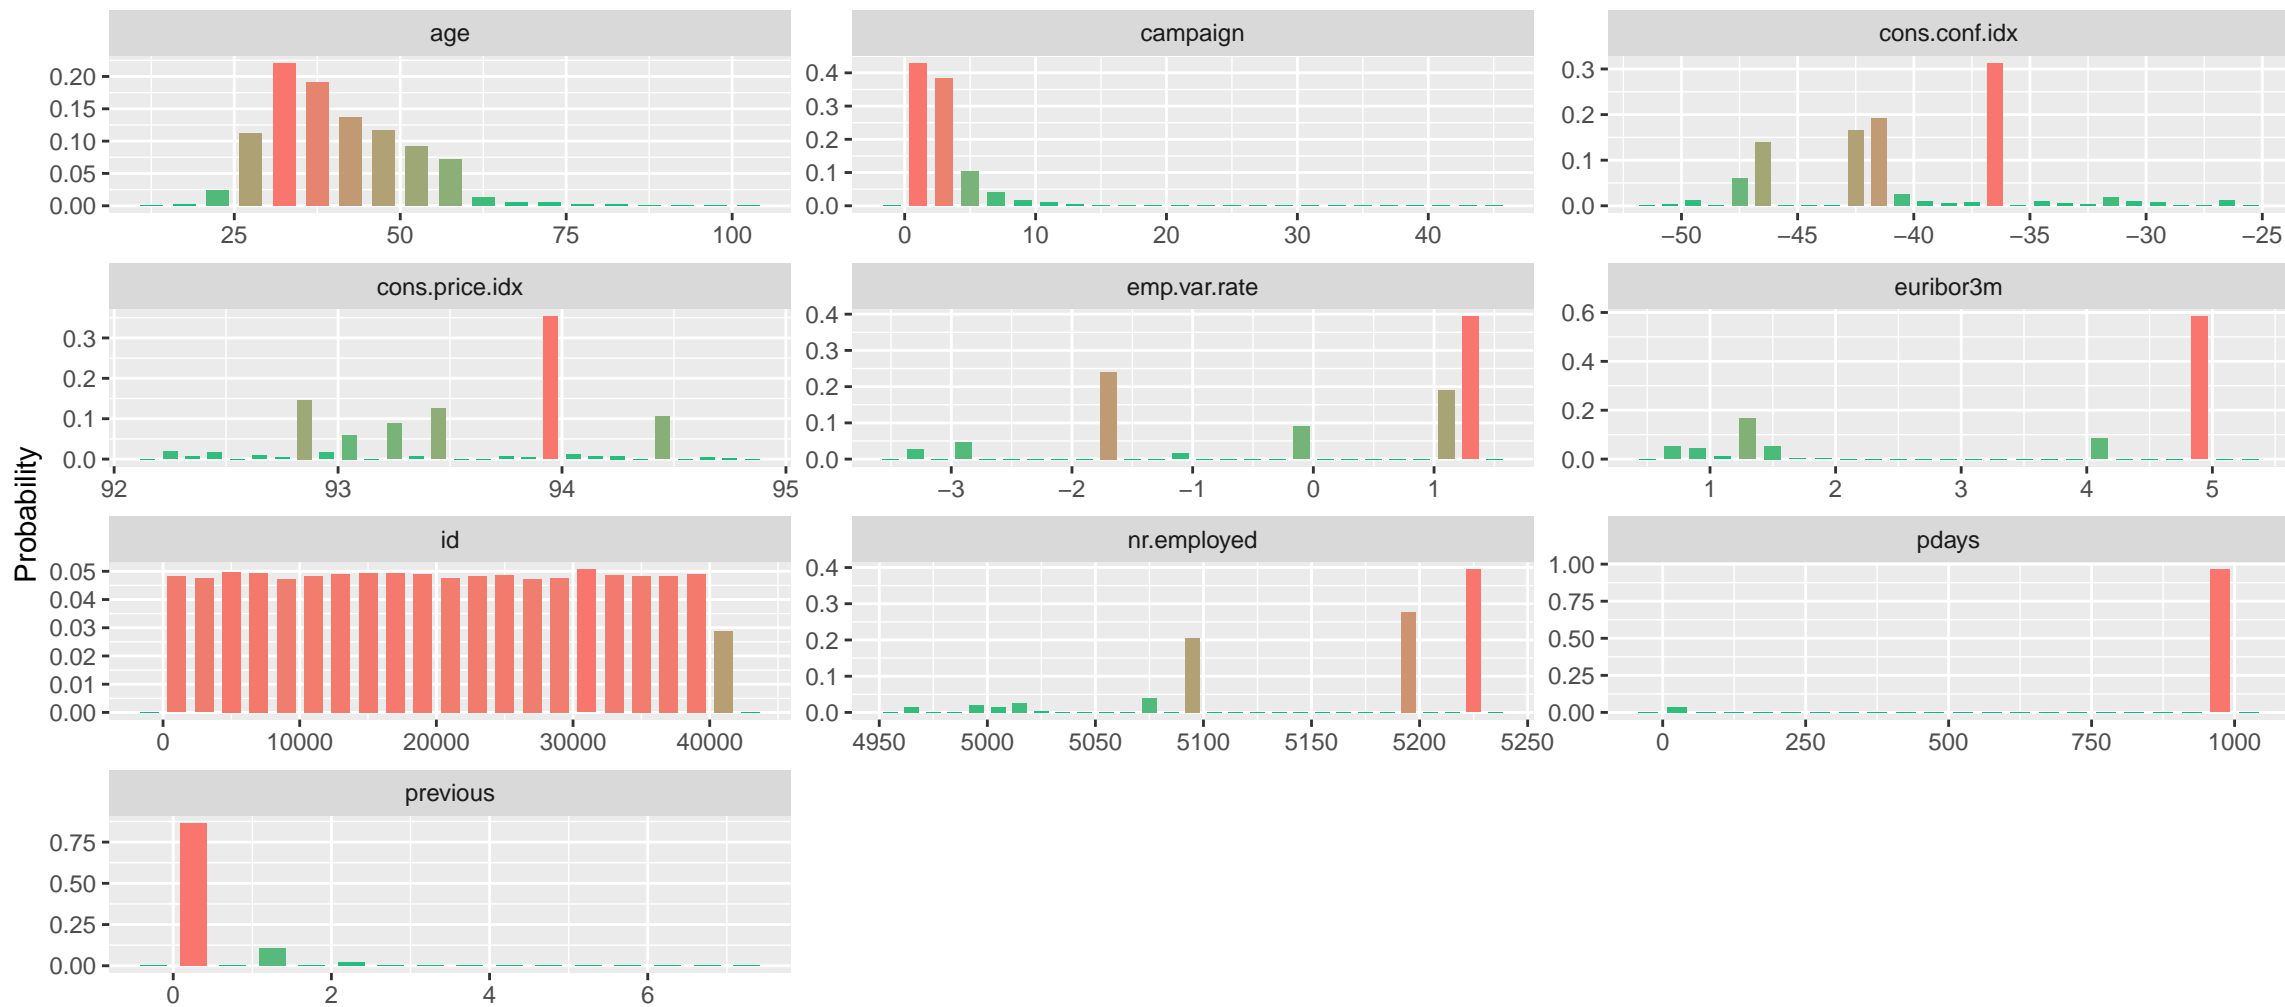 age
campaign
cons.conf.idx
0.20
0.15
0.10
0.05
0.00
25 50 75 100
0.4
0.3
0.2
0.1
0.0
0 10 20 30 40
0.3
0.2
0.1
0.0
−50 −45 −40 −35 −30 −25
cons.price.idx
emp.var.rate
euribor3m
0.3
0.2
0.1
0.0
92 93 94 95
0.4
0.3
0.2
0.1
0.0
−3 −2 −1 0 1
0.6
0.4
0.2
0.0
1 2 3 4 5
Probability
id
nr.employed
pdays
0.05
0.04
0.03
0.02
0.01
0.00
0 10000 20000 30000 40000
0.4
0.3
0.2
0.1
0.0
4950 5000 5050 5100 5150 5200 5250
1.00
0.75
0.50
0.25
0.00
0 250 500 750 1000
previous
0.75
0.50
0.25
0.00
0 2 4 6